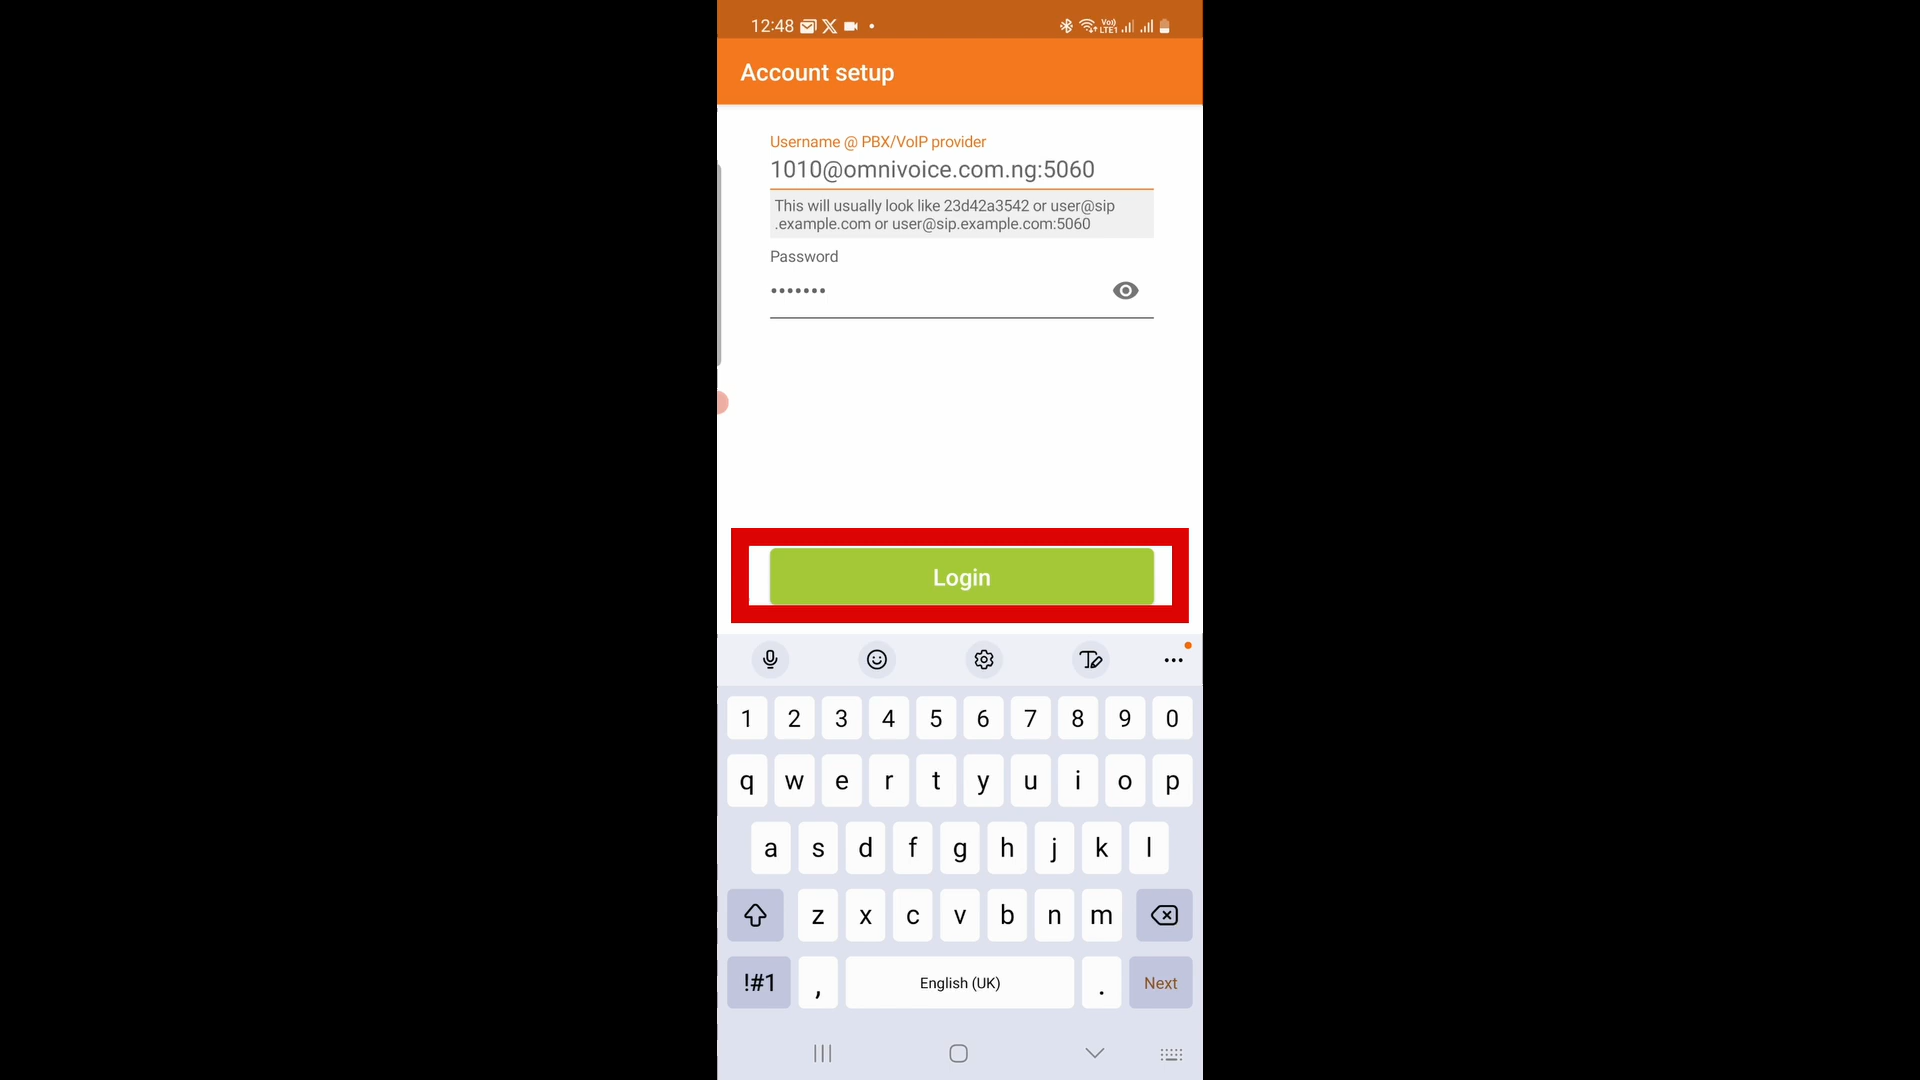 12:48
Vo)) LTE1
Account setup
Username @ PBX/VoIP provider
1010@omnivoice.com.ng:5060
This will usually look like 23d42a3542 or user@sip
.example.com or user@sip.example.com:5060
Password
•••••••
Login
1 2 3 4 5 6 7 8 9 0
q w e r t y u i o p
a s d f g h j k l
z x c v b n m
!#1 , English (UK) . Next